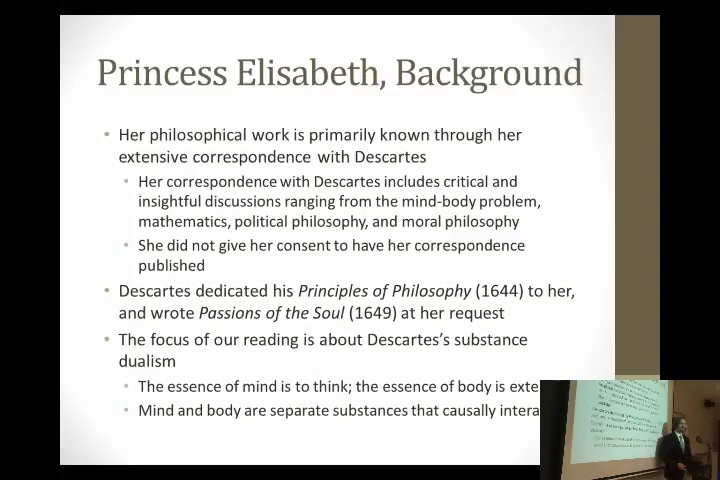 Princess Elisabeth, Background
• Her philosophical work is primarily known through her
extensive correspondence with Descartes
• Her correspondence with Descartes includes critical and
insightful discussions ranging from the mind-body problem,
mathematics, political philosophy, and moral philosophy
• She did not give her consent to have her correspondence
published
• Descartes dedicated his Principles of Philosophy (1644) to her,
and wrote Passions of the Soul (1649) at her request
• The focus of our reading is about Descartes's substance
dualism
• The essence of mind is to think; the essence of body is exte
• Mind and body are separate substances that causally intera